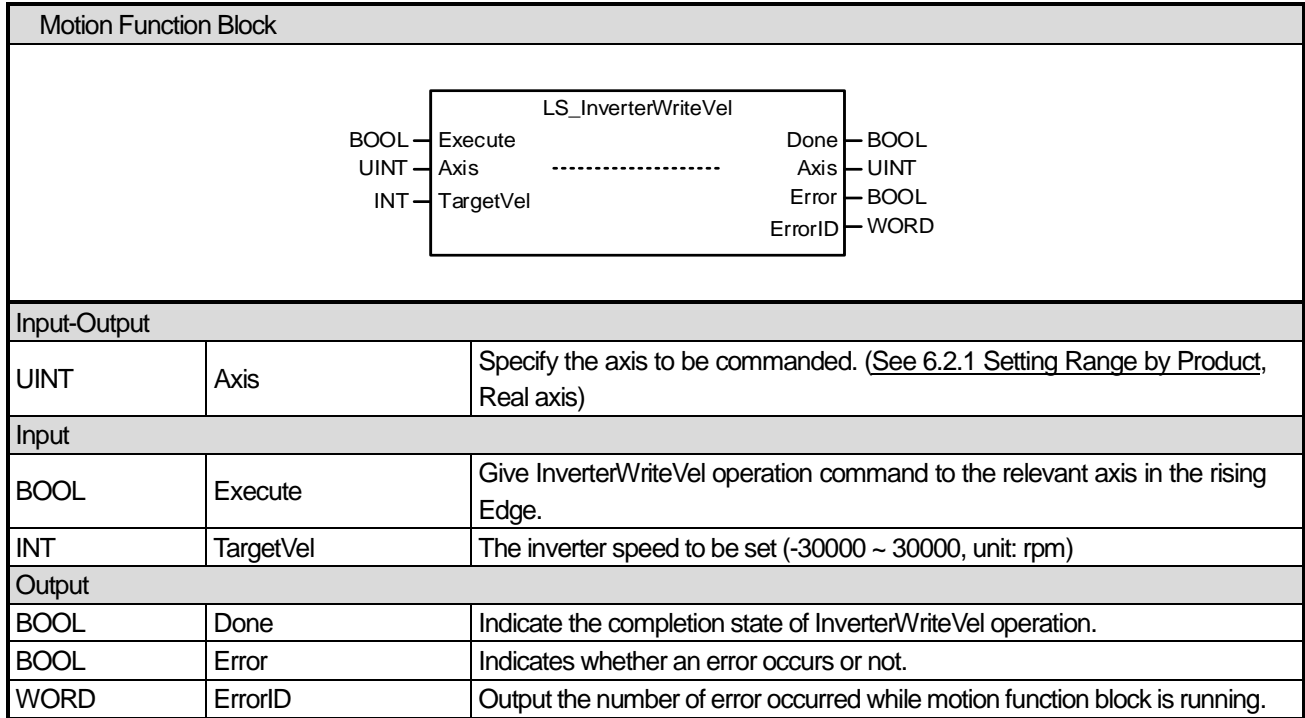 Motion Function Block
LS_InverterWriteVel
BOOL Execute Done BOOL
UINT Axis Axis UINT
INT TargetVel Error BOOL
ErrorID WORD
Input-Output
UINT Axis Specify the axis to be commanded. (See 6.2.1 Setting Range by Product,
Real axis)
Input
BOOL Execute Give InverterWriteVel operation command to the relevant axis in the rising
Edge.
INT TargetVel The inverter speed to be set (-30000 ~ 30000, unit: rpm)
Output
BOOL Done Indicate the completion state of InverterWriteVel operation.
BOOL Error Indicates whether an error occurs or not.
WORD ErrorID Output the number of error occurred while motion function block is running.